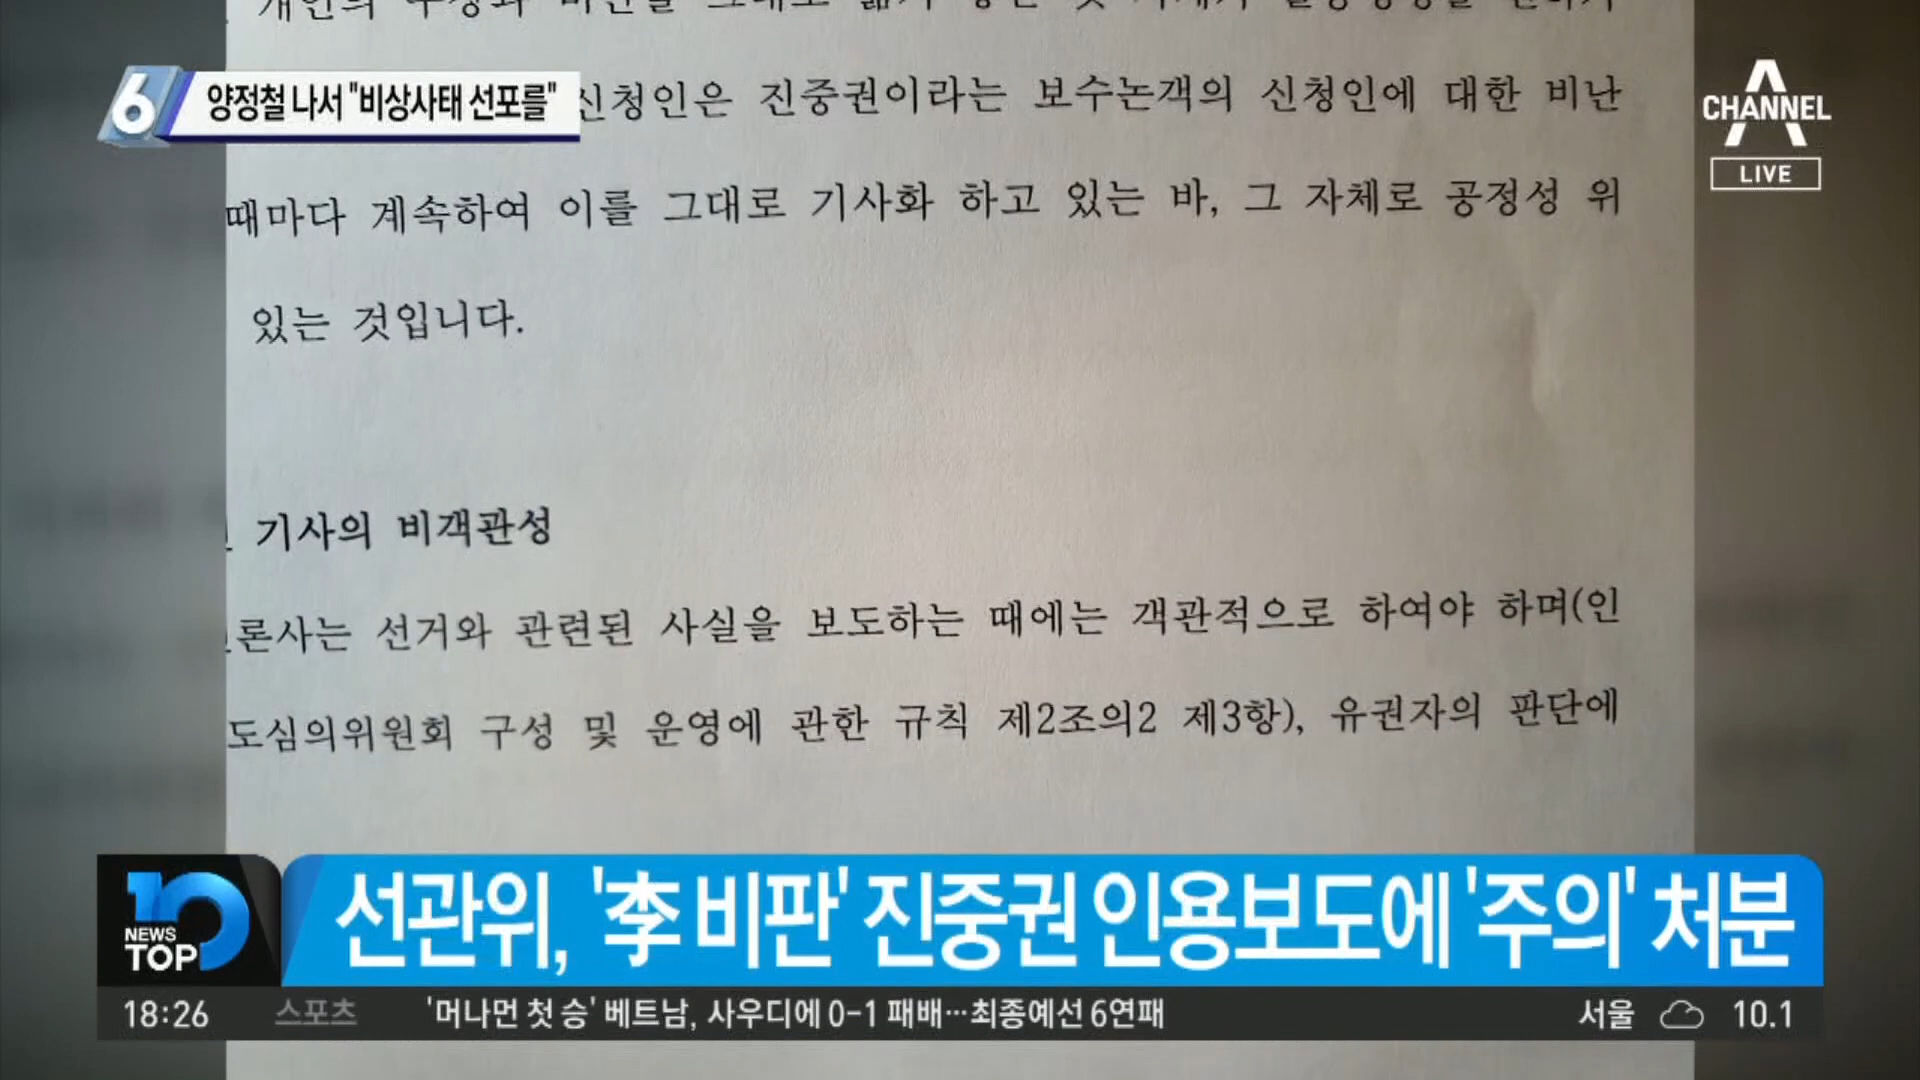 6 양정철 나서 "비상사태 선포를"
CHANNEL A
LIVE
신청인은 진중권이라는 보수논객의 신청인에 대한 비난
때마다 계속하여 이를 그대로 기사화 하고 있는 바, 그 자체로 공정성 위
있는 것입니다.
기사의 비객관성
론사는 선거와 관련된 사실을 보도하는 때에는 객관적으로 하여야 하며(인
도심의위원회 구성 및 운영에 관한 규칙 제2조의2 제3항), 유권자의 판단에
10 NEWS TOP
선관위, '李 비판' 진중권 인용보도에 '주의' 처분
18:26 스포츠 '머나먼 첫 승' 베트남, 사우디에 0-1 패배…최종예선 6연패 서울 10.1